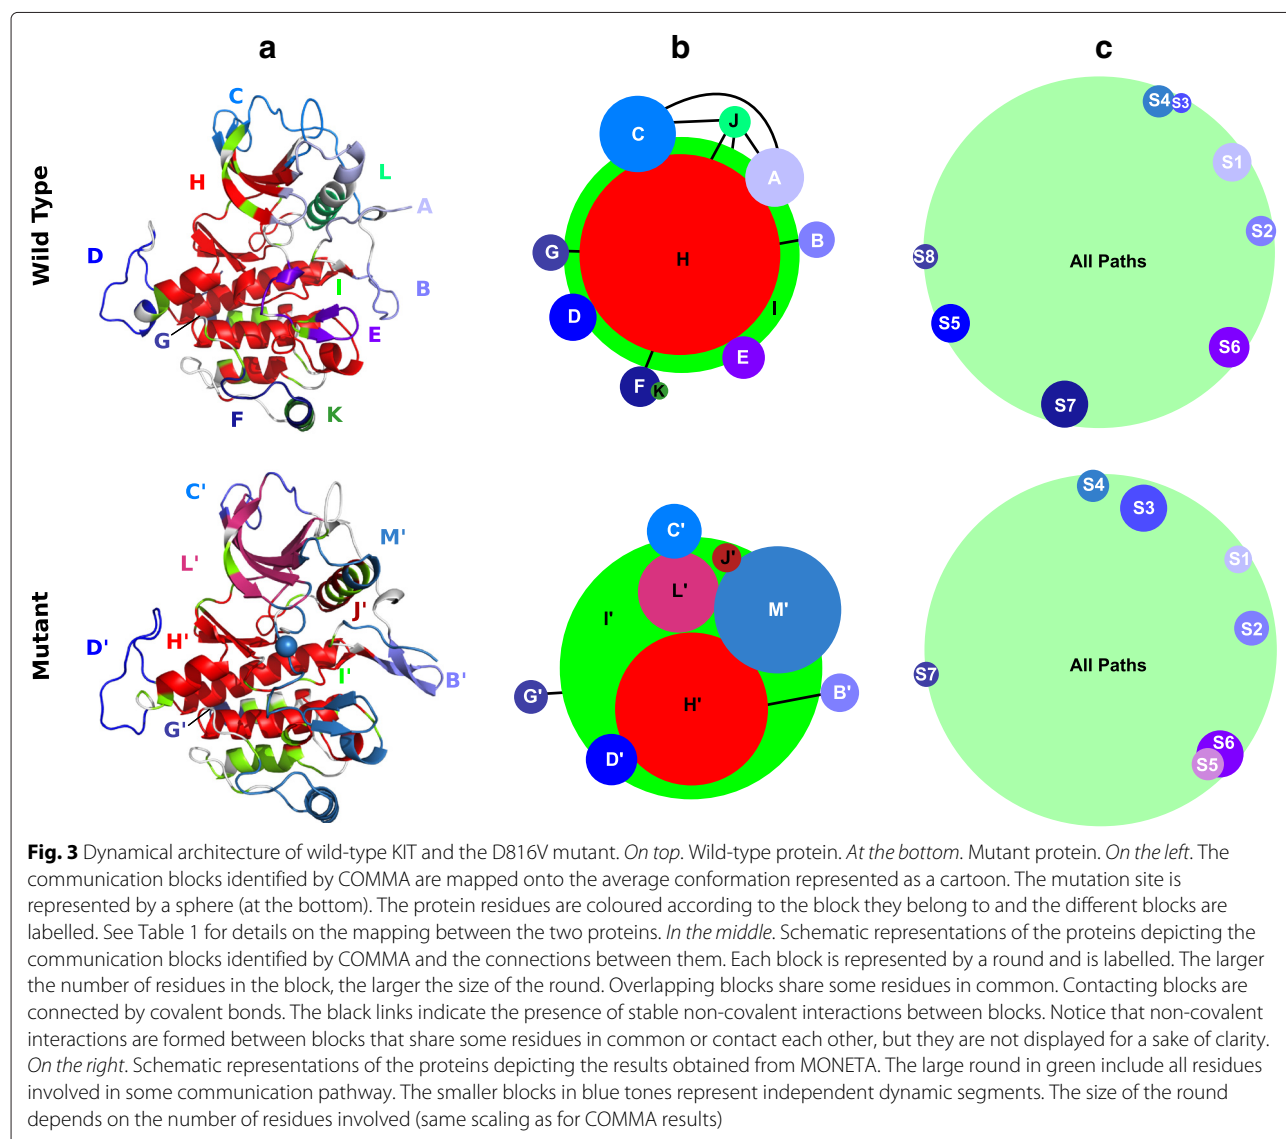 a
b
c
Wild Type
C
L
H
A
D
I
B
G
E
F
K
C
J
A
B
G
H
I
D
E
F
K
S4
S3
S1
S2
S8
All Paths
S5
S6
S7
Mutant
C'
M'
L'
J'
D'
H'
I'
B'
G'
C'
J'
L'
I'
M'
G'
H'
B'
D'
S4
S3
S1
S2
S7
All Paths
S6
S5
Fig. 3 Dynamical architecture of wild-type KIT and the D816V mutant. On top. Wild-type protein. At the bottom. Mutant protein. On the left. The
communication blocks identified by COMMA are mapped onto the average conformation represented as a cartoon. The mutation site is
represented by a sphere (at the bottom). The protein residues are coloured according to the block they belong to and the different blocks are
labelled. See Table 1 for details on the mapping between the two proteins. In the middle. Schematic representations of the proteins depicting the
communication blocks identified by COMMA and the connections between them. Each block is represented by a round and is labelled. The larger
the number of residues in the block, the larger the size of the round. Overlapping blocks share some residues in common. Contacting blocks are
connected by covalent bonds. The black links indicate the presence of stable non-covalent interactions between blocks. Notice that non-covalent
interactions are formed between blocks that share some residues in common or contact each other, but they are not displayed for a sake of clarity.
On the right. Schematic representations of the proteins depicting the results obtained from MONETA. The large round in green include all residues
involved in some communication pathway. The smaller blocks in blue tones represent independent dynamic segments. The size of the round
depends on the number of residues involved (same scaling as for COMMA results)